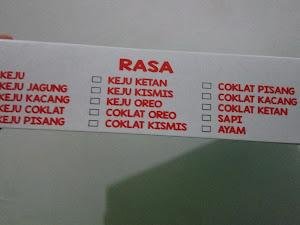 RASA
KEJU
KEJU JAGUNG
KEJU KACANG
KEJU COKLAT
KEJU PISANG
KEJU KETAN
KEJU KISMIS
KEJU OREO
COKLAT OREO
COKLAT KISMIS
COKLAT PISANG
COKLAT KACANG
COKLAT KETAN
SAPI
AYAM